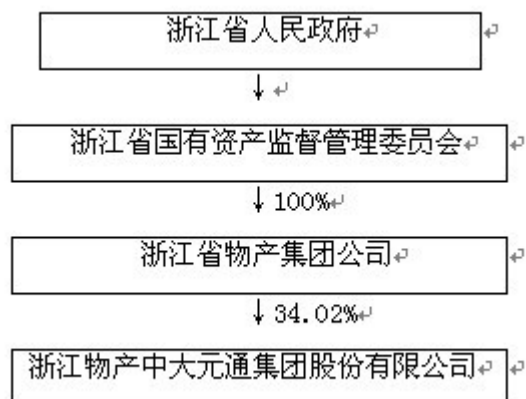 浙江省人民政府
↓
浙江省国有资产监督管理委员会
↓100%
浙江省物产集团公司
↓34.02%
浙江物产中大元通集团股份有限公司